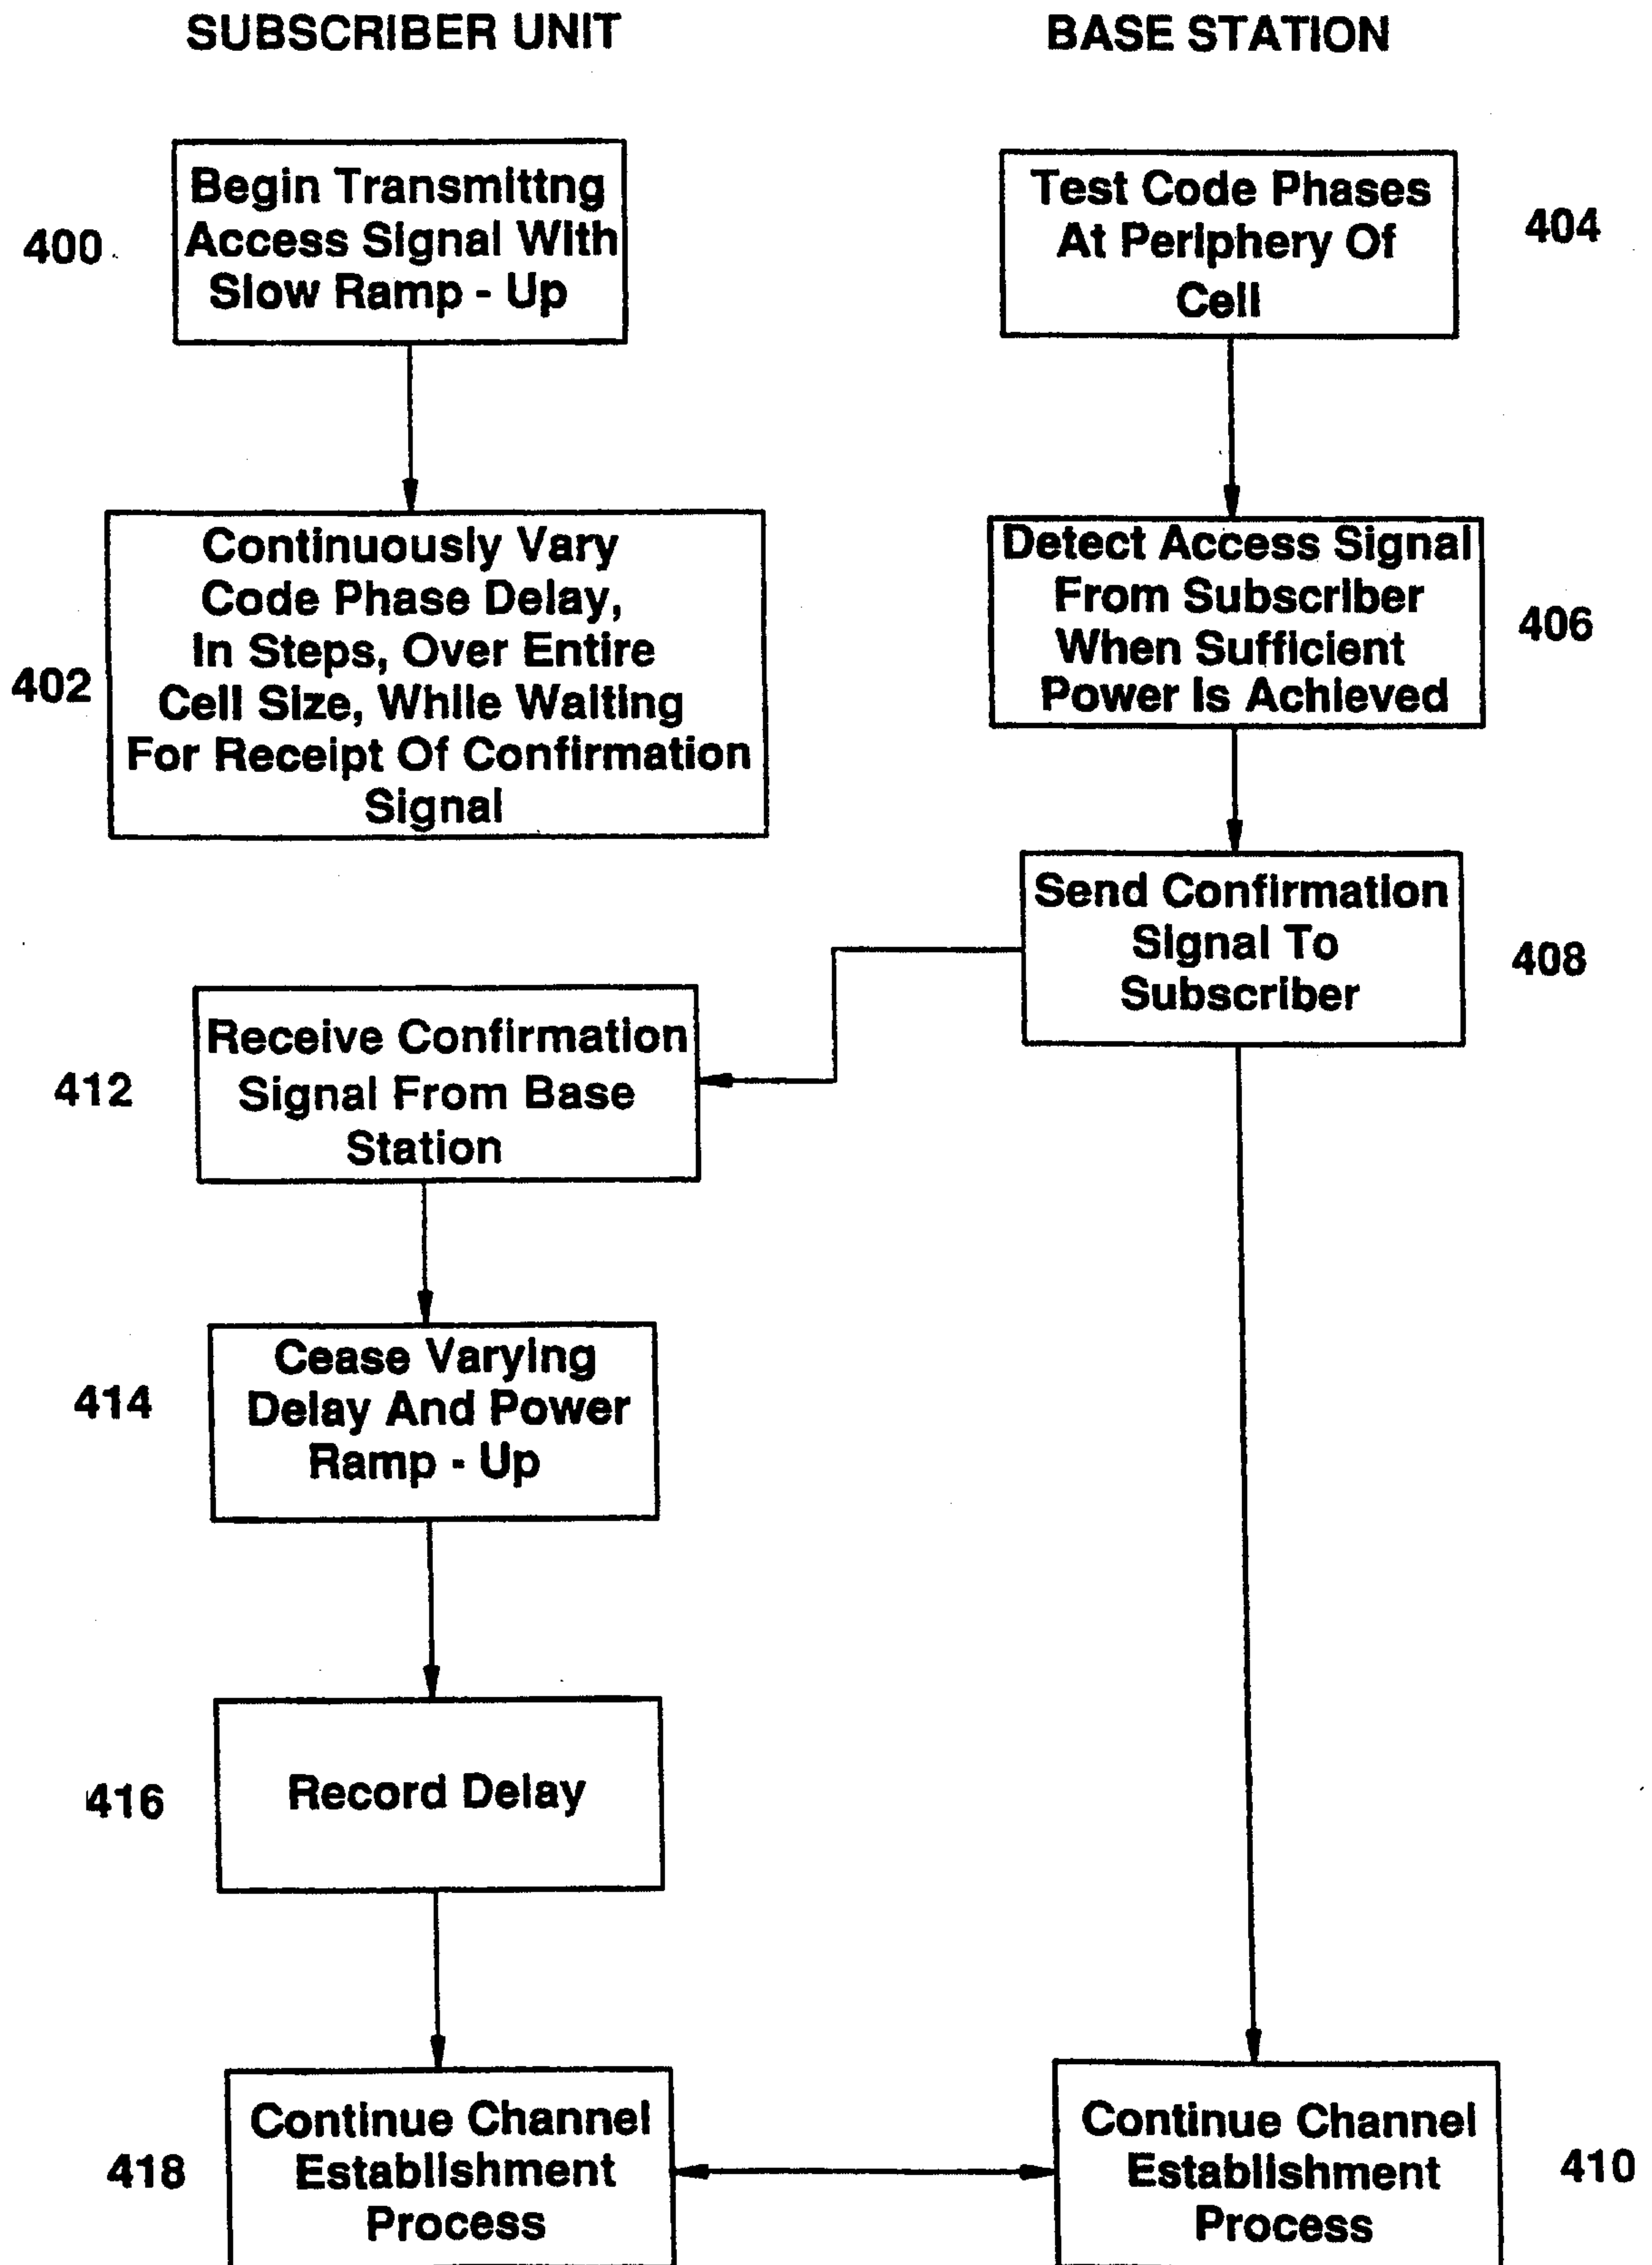 SUBSCRIBER UNIT
BASE STATION
400
Begin Transmittng
Access Signal With
Slow Ramp - Up
Test Code Phases
At Periphery Of
Cell
404
402
Continuously Vary
Code Phase Delay,
In Steps, Over Entire
Cell Size, While Waiting
For Receipt Of Confirmation
Signal
Detect Access Signal
From Subscriber
When Sufficient
Power Is Achieved
406
Send Confirmation
Signal To
Subscriber
408
412
Receive Confirmation
Signal From Base
Station
414
Cease Varying
Delay And Power
Ramp - Up
416
Record Delay
418
Continue Channel
Establishment
Process
Continue Channel
Establishment
Process
410